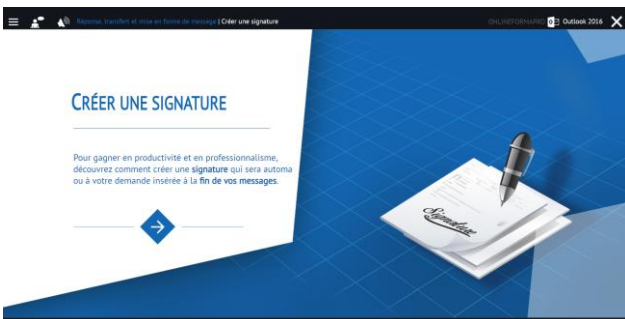 Réponse, transfert et mise en forme de message | Créer une signature
ONLINEFORMAPRO Outlook 2016
CRÉER UNE SIGNATURE
Pour gagner en productivité et en professionnalisme,
découvrez comment créer une signature qui sera automa
ou à votre demande insérée à la fin de vos messages.
Signature